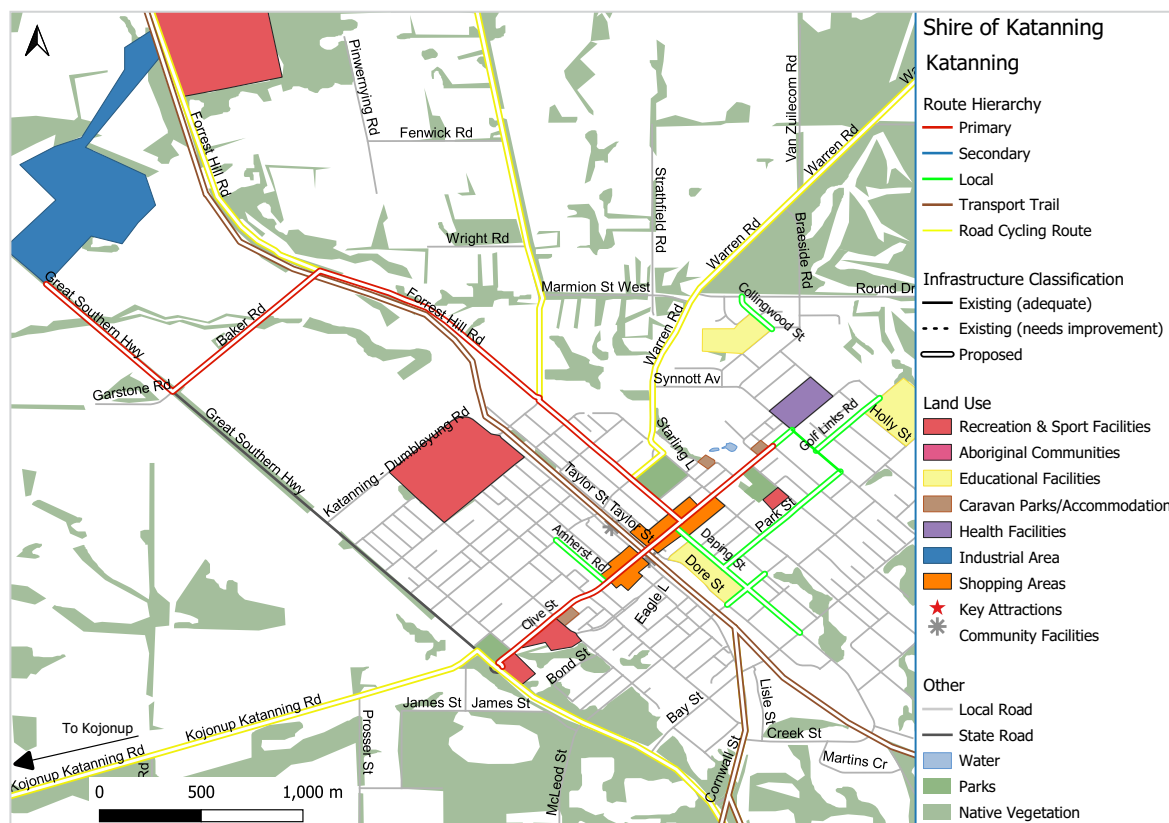 Shire of Katanning
Katanning
Route Hierarchy
Primary
Secondary
Local
Transport Trail
Road Cycling Route
Infrastructure Classification
Existing (adequate)
Existing (needs improvement)
Proposed
Land Use
Recreation & Sport Facilities
Aboriginal Communities
Educational Facilities
Caravan Parks/Accommodation
Health Facilities
Industrial Area
Shopping Areas
Key Attractions
Community Facilities
Other
Local Road
State Road
Water
Parks
Native Vegetation
Pinwernying Rd
Fenwick Rd
Forrest Hill Rd
Wright Rd
Strathfield Rd
Van Zuilecom Rd
Warren Rd
Wa
Warren Rd
Braeside Rd
Marmion St West
Round Dr
Collingwood St
Great Southern Hwy
Baker Rd
Forrest Hill Rd
Warren Rd
Synnott Av
Garstone Rd
Great Southern Hwy
Katanning - Dumbleyung Rd
Starling L
Golf Links Rd
Holly St
Taylor St
Taylor St
Park St
Daping St
Dore St
Amherst Rd
Clive St
Eagle L
Bond St
James St
James St
Bay St
Lisle St
Creek St
Martins Cr
Cornwall St
McLeod St
Prosser St
Kojonup Katanning Rd
Kojonup Katanning Rd
Rd
To Kojonup
0 500 1,000 m